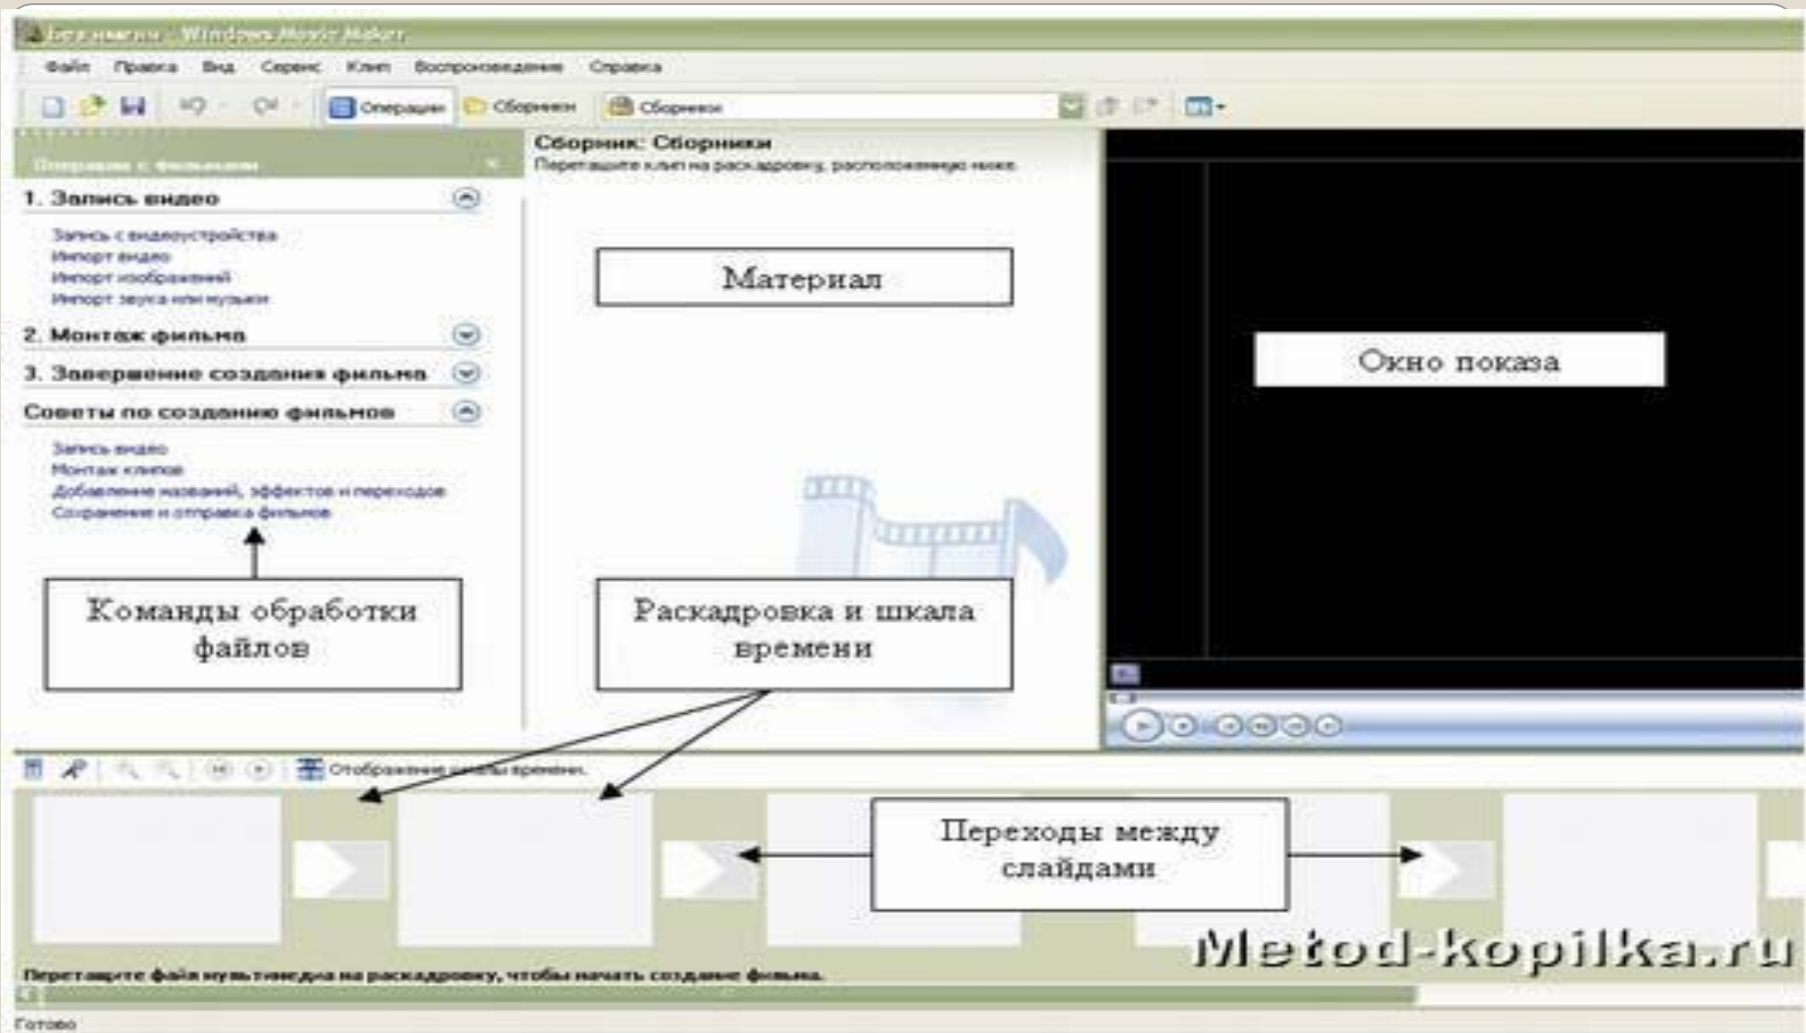 Без имени - Windows Movie Maker
Файл Правка Вид Сервис Клип Воспроизведение Справка
Операции Сборники Сборники
Операции с фильмами
Сборник: Сборники
Перетащите клип на раскадровку, расположенную ниже.
1. Запись видео
Запись с видеоустройства
Импорт видео
Импорт изображений
Импорт звука или музыки
2. Монтаж фильма
3. Завершение создания фильма
Советы по созданию фильмов
Запись видео
Монтаж клипов
Добавление названий, эффектов и переходов
Сохранение и отправка фильмов
Материал
Окно показа
Команды обработки
файлов
Раскадровка и шкала
времени
Отображение шкалы времени.
Переходы между
слайдами
Metod-kopilka.ru
Перетащите файл мультимедиа на раскадровку, чтобы начать создание фильма.
Готово